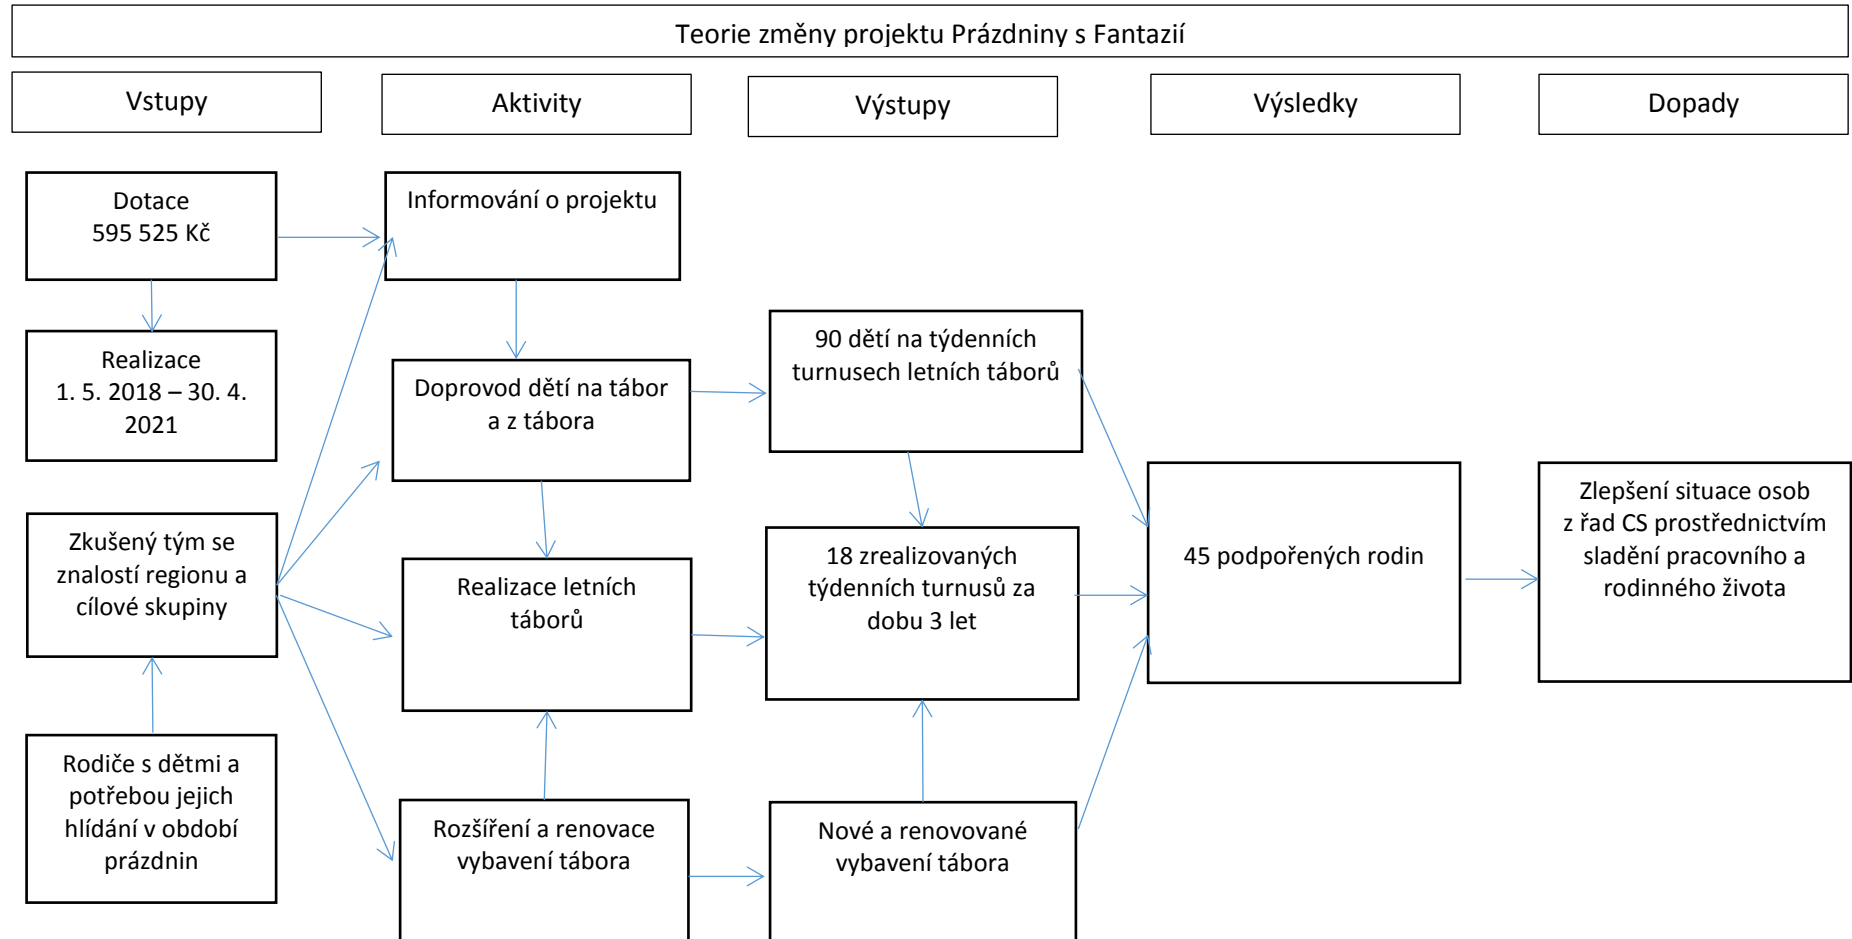 Teorie změny projektu Prázdniny s Fantazií
Vstupy
Aktivity
Výstupy
Výsledky
Dopady
Dotace
595 525 Kč
Realizace
1. 5. 2018 – 30. 4.
2021
Zkušený tým se
znalostí regionu a
cílové skupiny
Rodiče s dětmi a
potřebou jejich
hlídání v období
prázdnin
Informování o projektu
Doprovod dětí na tábor
a z tábora
Realizace letních
táborů
Rozšíření a renovace
vybavení tábora
90 dětí na týdenních
turnusech letních táborů
18 zrealizovaných
týdenních turnusů za
dobu 3 let
Nové a renovované
vybavení tábora
45 podpořených rodin
Zlepšení situace osob
z řad CS prostřednictvím
sladění pracovního a
rodinného života